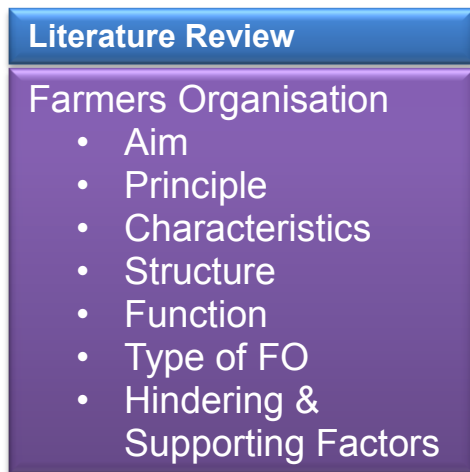 Literature Review
Farmers Organisation
• Aim
• Principle
• Characteristics
• Structure
• Function
• Type of FO
• Hindering &
Supporting Factors